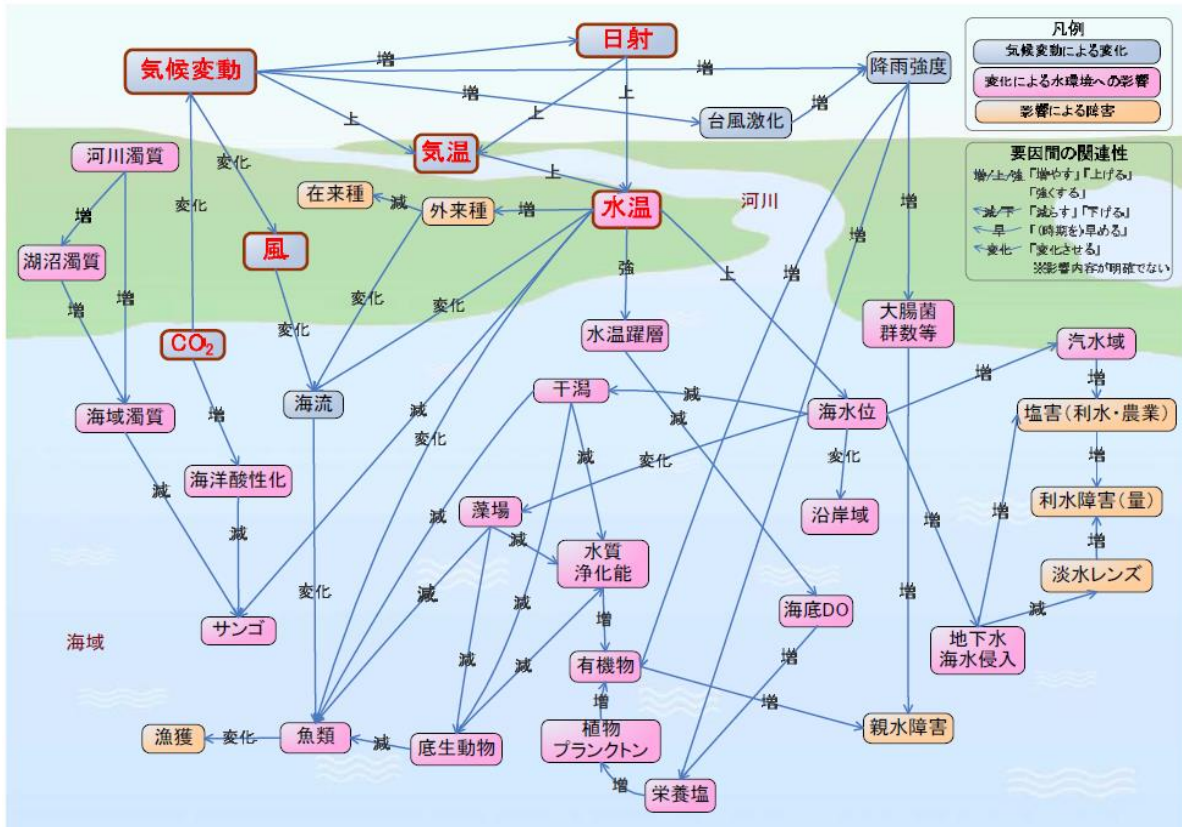 気候変動
日射
増
増
増
上
上
上
降雨強度
台風激化
増
凡例
気候変動による変化
変化による水環境への影響
影響による障害
要因間の関連性
増/上/強 「増やす」「上げる」
「強くする」
減/下 「減らす」「下げる」
早 「(時期を)早める」
変化 「変化させる」
※影響内容が明確でない
河川濁質
変化
変化
気温
上
在来種
減
外来種
増
水温
河川
増
湖沼濁質
増
増
風
変化
変化
変化
強
上
増
増
増
水温躍層
大腸菌
群数等
汽水域
CO₂
海流
干潟
減
減
海水位
増
増
塩害(利水・農業)
海域濁質
増
減
変化
減
変化
変化
増
海洋酸性化
減
減
藻場
減
減
水質
浄化能
沿岸域
増
増
利水障害(量)
増
淡水レンズ
減
サンゴ
変化
減
減
減
減
増
海底DO
増
増
地下水
海水侵入
海域
有機物
増
増
親水障害
漁獲
変化
魚類
減
底生動物
植物
プランクトン
増
栄養塩